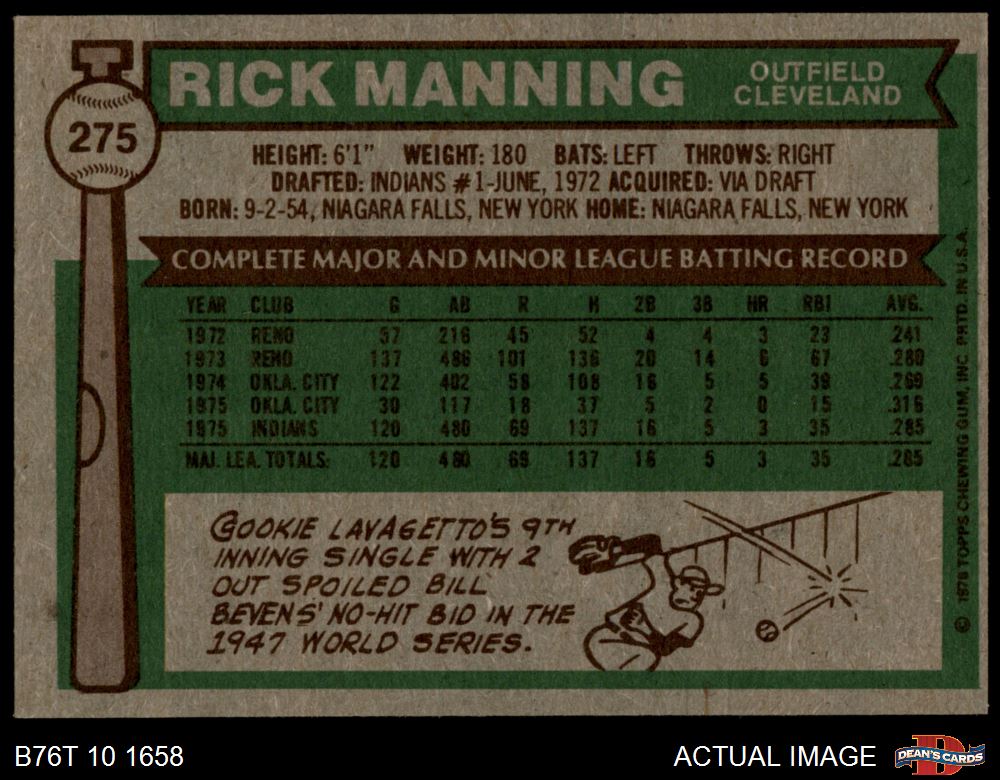 RICK MANNING
OUTFIELD
CLEVELAND
275
HEIGHT: 6'1" WEIGHT: 180 BATS: LEFT THROWS: RIGHT
DRAFTED: INDIANS #1-JUNE, 1972 ACQUIRED: VIA DRAFT
BORN: 9-2-54, NIAGARA FALLS, NEW YORK HOME: NIAGARA FALLS, NEW YORK
COMPLETE MAJOR AND MINOR LEAGUE BATTING RECORD
YEAR CLUB G AB R H 2B 3B HR RBI AVG.
1972 RENO 57 216 45 52 4 4 3 23 .241
1973 RENO 137 486 101 136 20 14 6 67 .280
1974 OKLA. CITY 122 402 58 108 16 5 5 39 .269
1975 OKLA. CITY 30 117 18 37 5 2 0 15 .316
1975 INDIANS 120 480 69 137 16 5 3 35 .285
MAJ. LEA. TOTALS: 120 480 69 137 16 5 3 35 .285
COOKIE LAVAGETTO'S 9TH
INNING SINGLE WITH 2
OUT SPOILED BILL
BEVENS' NO-HIT BID IN THE
1947 WORLD SERIES.
© 1976 TOPPS CHEWING GUM, INC. PRTD. IN U.S.A.
B76T 10 1658
ACTUAL IMAGE
DEAN'S CARDS